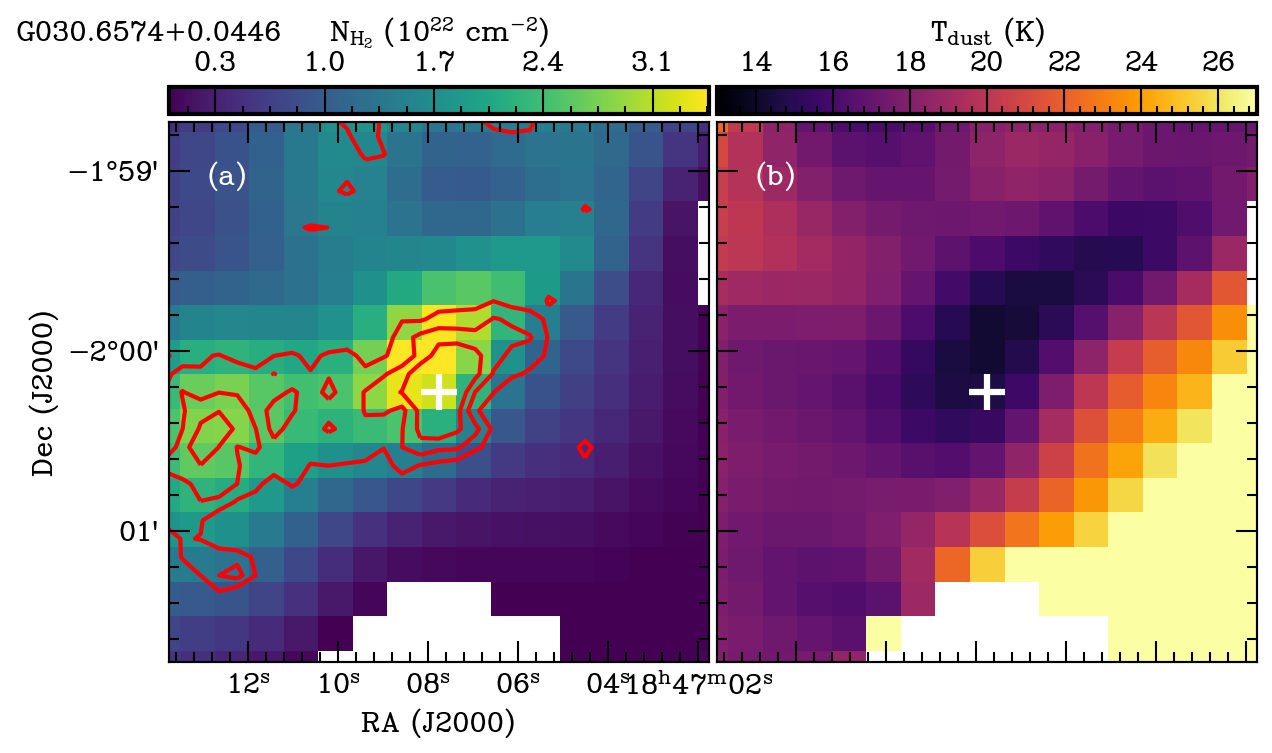 G030.6574+0.0446 N_H₂ (10²² cm⁻²) T_dust (K)
0.3 1.0 1.7 2.4 3.1 14 16 18 20 22 24 26
−1°59' (a) (b)
−2°00'
01'
Dec (J2000)
12ˢ 10ˢ 08ˢ 06ˢ 04ˢ 18ʰ47ᵐ02ˢ
RA (J2000)